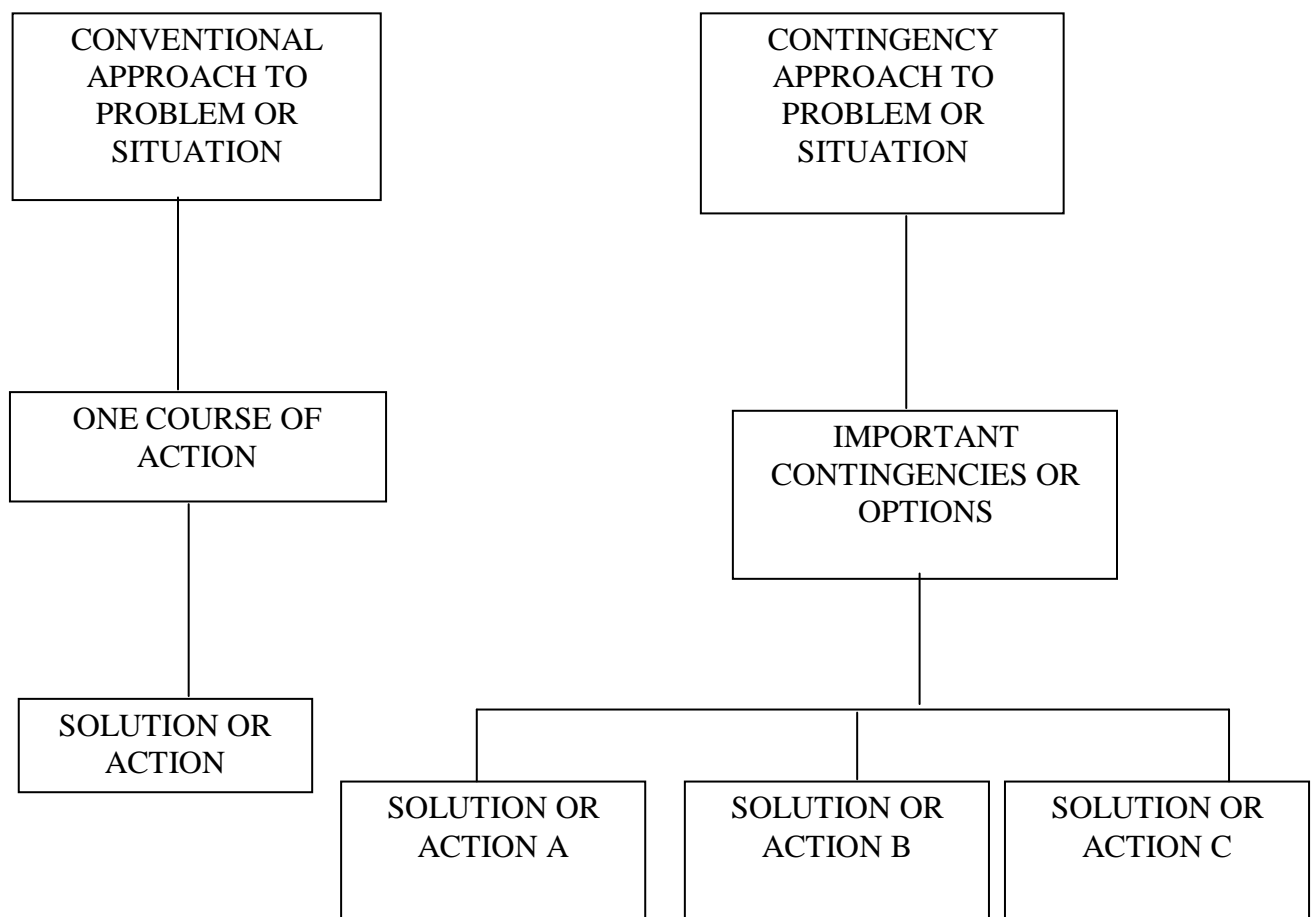 CONVENTIONAL
APPROACH TO
PROBLEM OR
SITUATION
CONTINGENCY
APPROACH TO
PROBLEM OR
SITUATION
ONE COURSE OF
ACTION
IMPORTANT
CONTINGENCIES OR
OPTIONS
SOLUTION OR
ACTION
SOLUTION OR
ACTION A
SOLUTION OR
ACTION B
SOLUTION OR
ACTION C